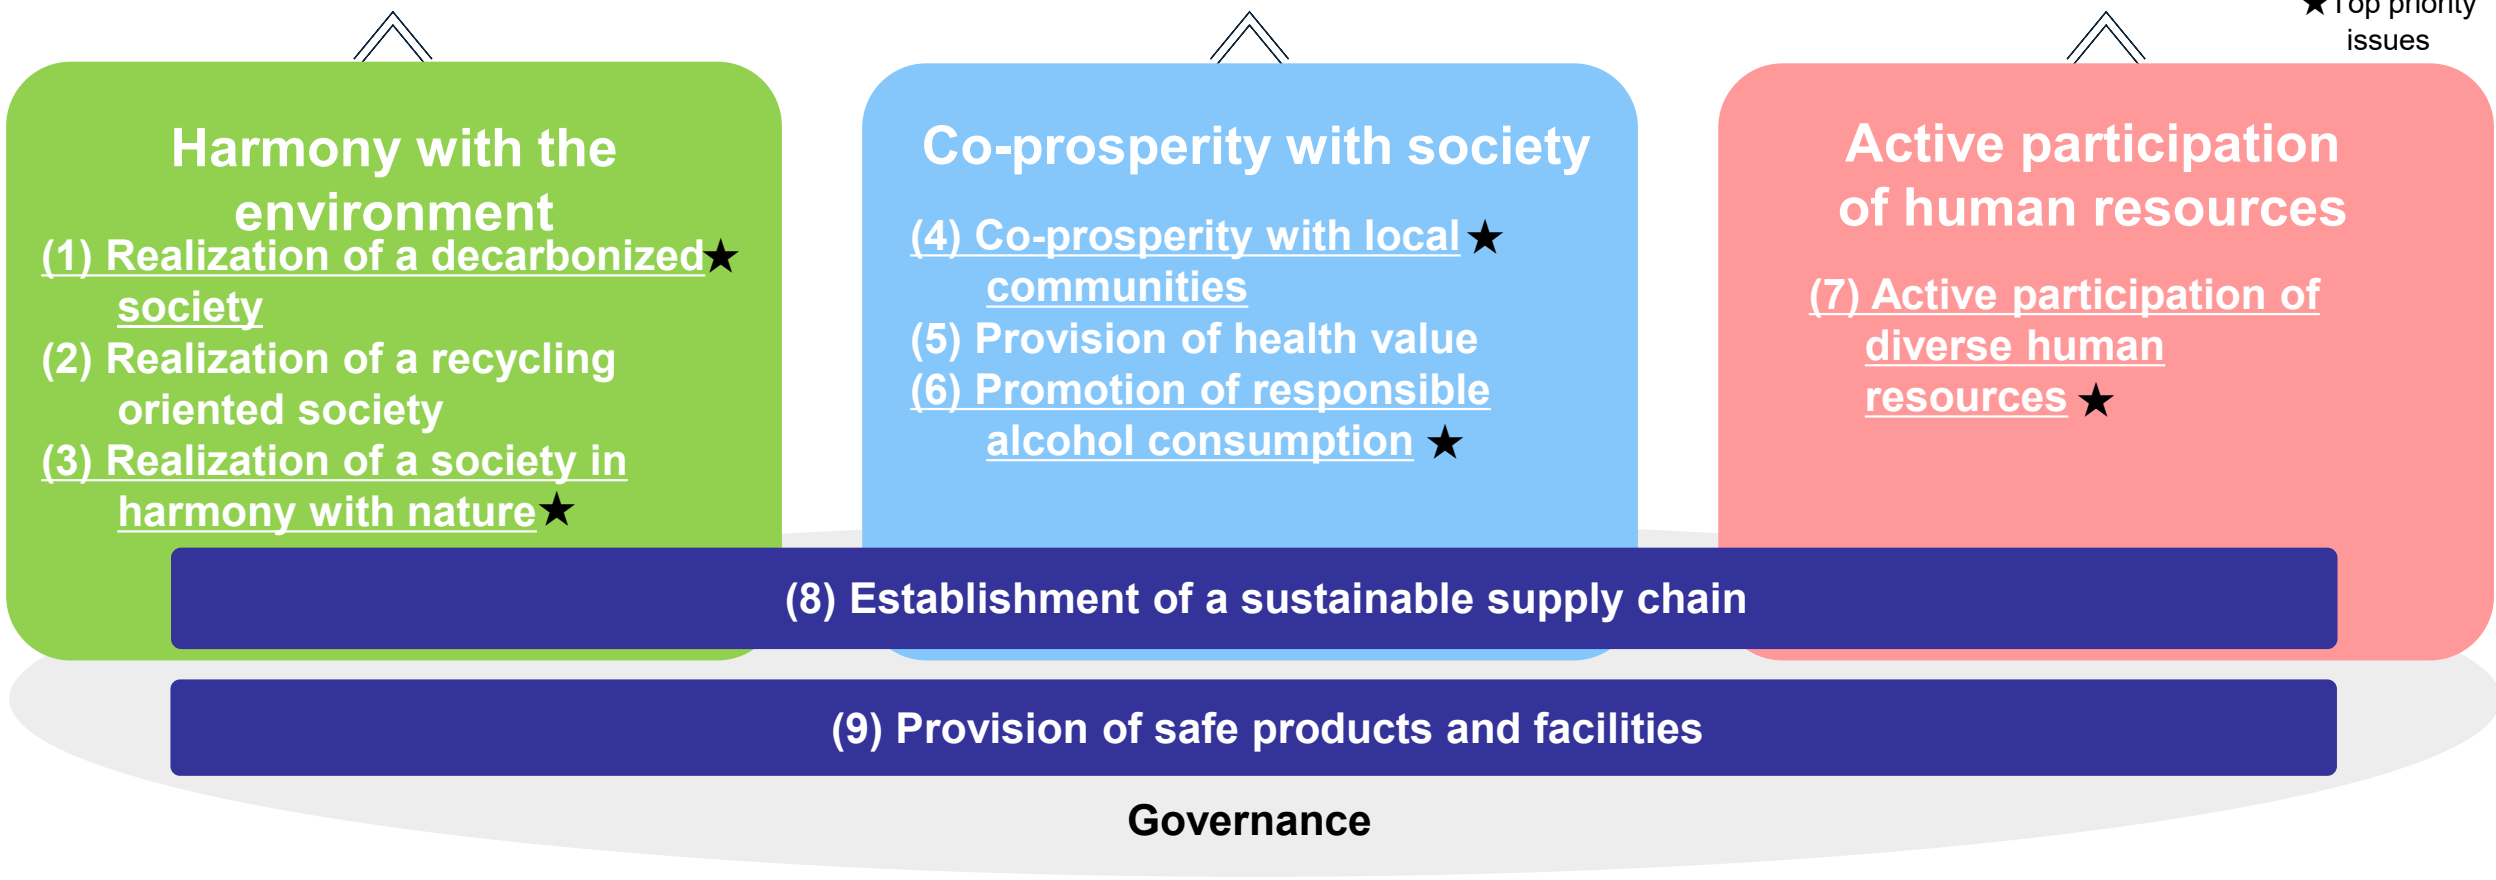 ★Top priority
issues
Harmony with the
environment
(1) Realization of a decarbonized★
society
(2) Realization of a recycling
oriented society
(3) Realization of a society in
harmony with nature★
Co-prosperity with society
(4) Co-prosperity with local★
communities
(5) Provision of health value
(6) Promotion of responsible
alcohol consumption ★
Active participation
of human resources
(7) Active participation of
diverse human
resources ★
(8) Establishment of a sustainable supply chain
(9) Provision of safe products and facilities
Governance